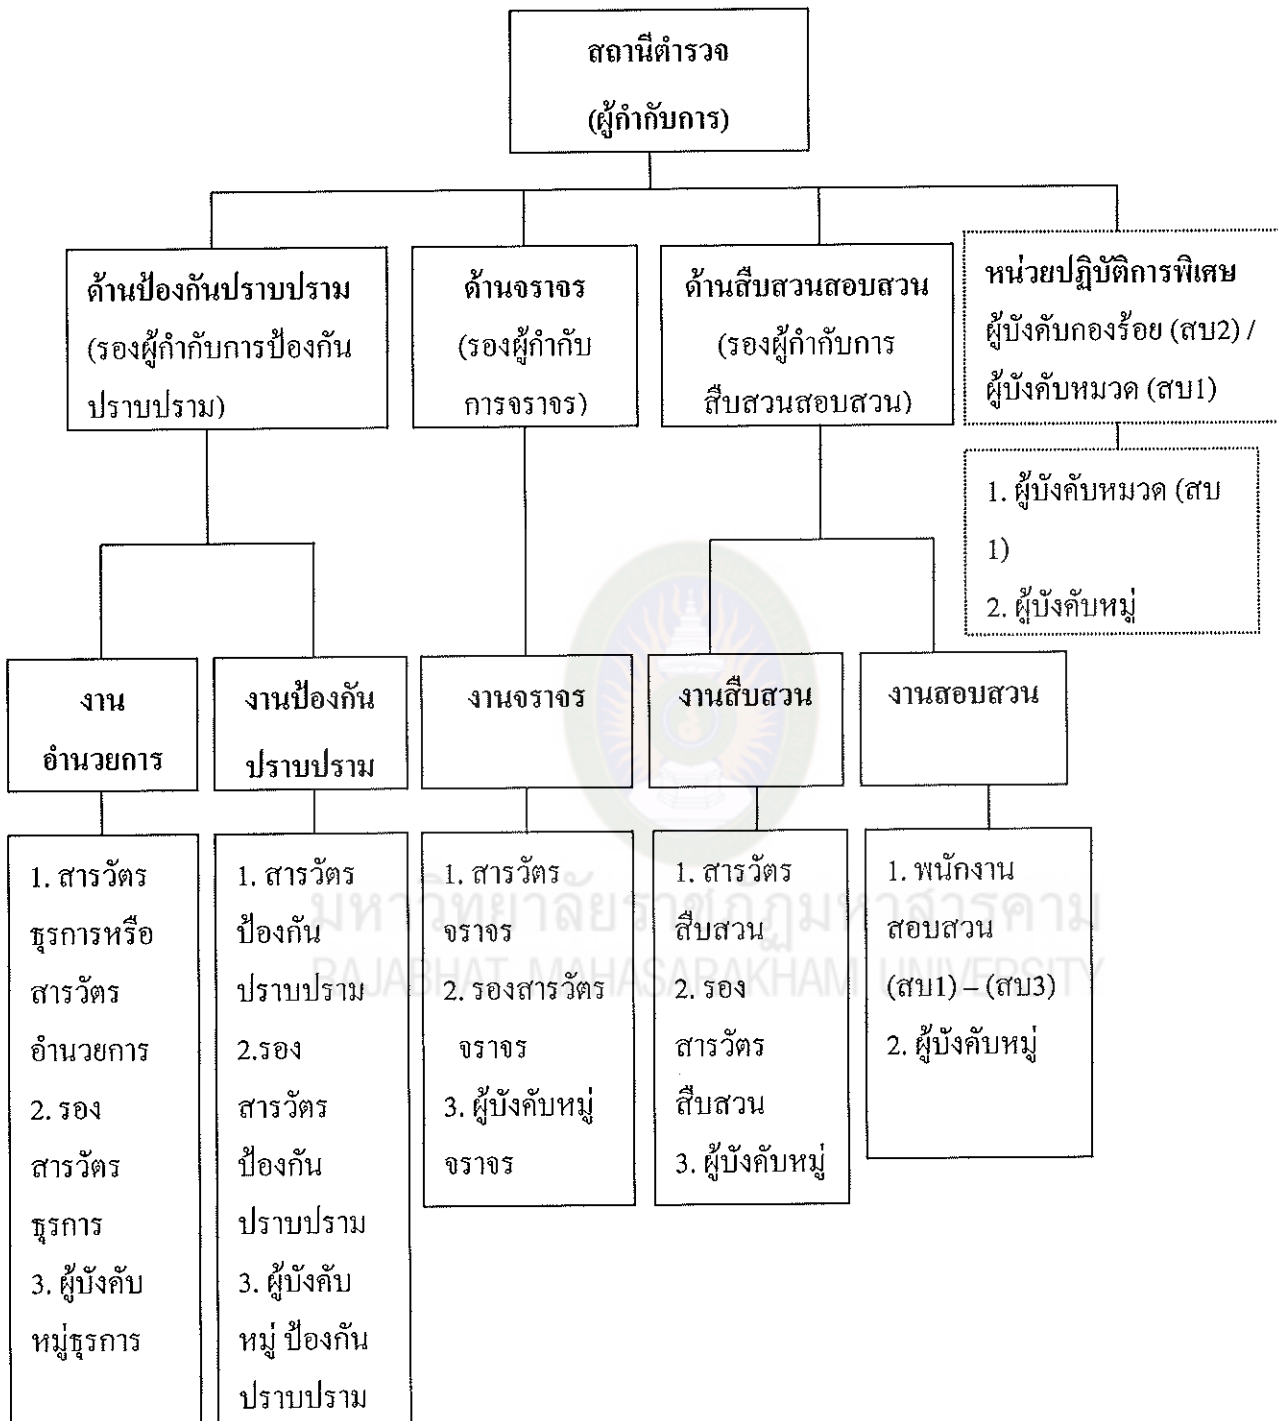 สถานีตำรวจ
(ผู้กำกับการ)
ด้านป้องกันปราบปราม
(รองผู้กำกับการป้องกัน
ปราบปราม)
ด้านจราจร
(รองผู้กำกับ
การจราจร)
ด้านสืบสวนสอบสวน
(รองผู้กำกับการ
สืบสวนสอบสวน)
หน่วยปฏิบัติการพิเศษ
ผู้บังคับกองร้อย (สบ2) /
ผู้บังคับหมวด (สบ1)
1. ผู้บังคับหมวด (สบ
1)
2. ผู้บังคับหมู่
งาน
อำนวยการ
งานป้องกัน
ปราบปราม
งานจราจร
งานสืบสวน
งานสอบสวน
1. สารวัตร
ธุรการหรือ
สารวัตร
อำนวยการ
2. รอง
สารวัตร
ธุรการ
3. ผู้บังคับ
หมู่ธุรการ
1. สารวัตร
ป้องกัน
ปราบปราม
2.รอง
สารวัตร
ป้องกัน
ปราบปราม
3. ผู้บังคับ
หมู่ ป้องกัน
ปราบปราม
1. สารวัตร
จราจร
2. รองสารวัตร
จราจร
3. ผู้บังคับหมู่
จราจร
1. สารวัตร
สืบสวน
2. รอง
สารวัตร
สืบสวน
3. ผู้บังคับหมู่
1. พนักงาน
สอบสวน
(สบ1) – (สบ3)
2. ผู้บังคับหมู่
มหาวิทยาลัยราชภัฏมหาสารคาม
RAJABHAT MAHASARAKHAM UNIVERSITY